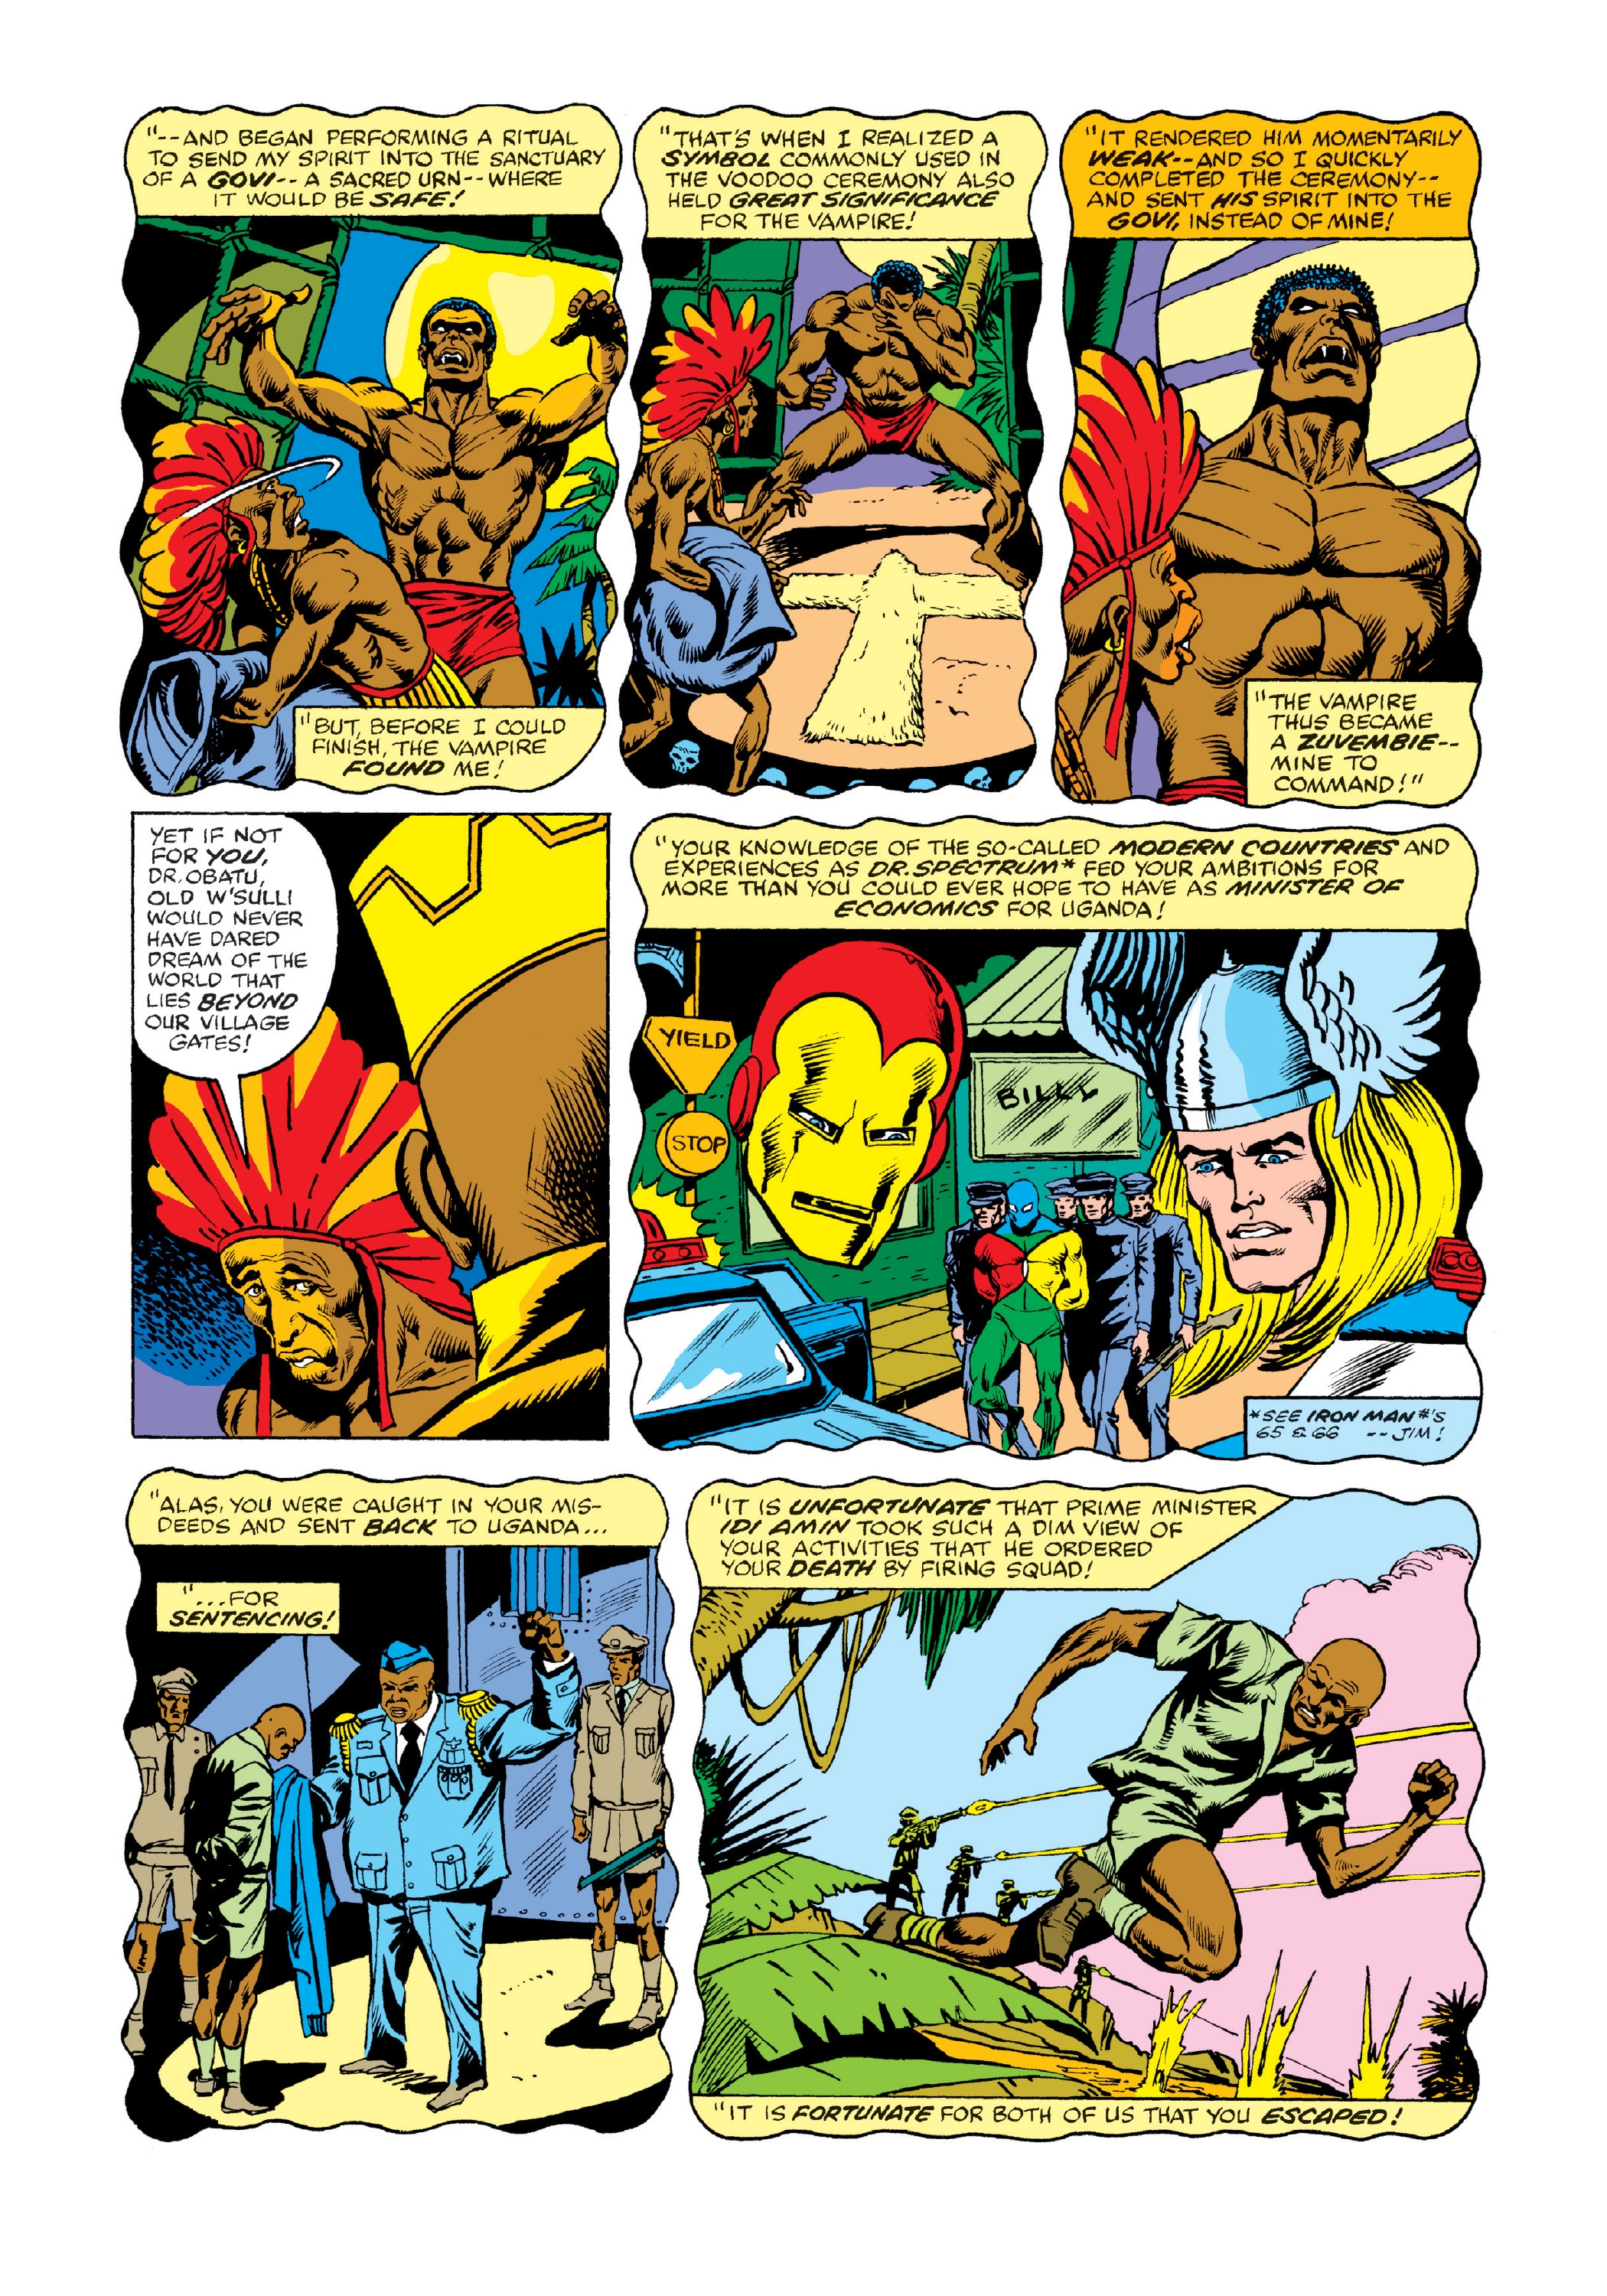 "--AND BEGAN PERFORMING A RITUAL
TO SEND MY SPIRIT INTO THE SANCTUARY
OF A GOVI-- A SACRED URN--WHERE
IT WOULD BE SAFE!
"BUT, BEFORE I COULD
FINISH, THE VAMPIRE
FOUND ME!
"THAT'S WHEN I REALIZED A
SYMBOL COMMONLY USED IN
THE VOODOO CEREMONY ALSO
HELD GREAT SIGNIFICANCE
FOR THE VAMPIRE!
"IT RENDERED HIM MOMENTARILY
WEAK--AND SO I QUICKLY
COMPLETED THE CEREMONY--
AND SENT HIS SPIRIT INTO THE
GOVI, INSTEAD OF MINE!
"THE VAMPIRE
THUS BECAME
A ZUVEMBIE--
MINE TO
COMMAND!"
YET IF NOT
FOR YOU,
DR. OBATU,
OLD W'SULLI
WOULD NEVER
HAVE DARED
DREAM OF THE
WORLD THAT
LIES BEYOND
OUR VILLAGE
GATES!
"YOUR KNOWLEDGE OF THE SO-CALLED MODERN COUNTRIES AND
EXPERIENCES AS DR. SPECTRUM* FED YOUR AMBITIONS FOR
MORE THAN YOU COULD EVER HOPE TO HAVE AS MINISTER OF
ECONOMICS FOR UGANDA!
YIELD
STOP
BILLY
*SEE IRON MAN #'S
65 & 66 --JIM!
"ALAS, YOU WERE CAUGHT IN YOUR MIS-
DEEDS AND SENT BACK TO UGANDA...
"...FOR
SENTENCING!
"IT IS UNFORTUNATE THAT PRIME MINISTER
IDI AMIN TOOK SUCH A DIM VIEW OF
YOUR ACTIVITIES THAT HE ORDERED
YOUR DEATH BY FIRING SQUAD!
"IT IS FORTUNATE FOR BOTH OF US THAT YOU ESCAPED!